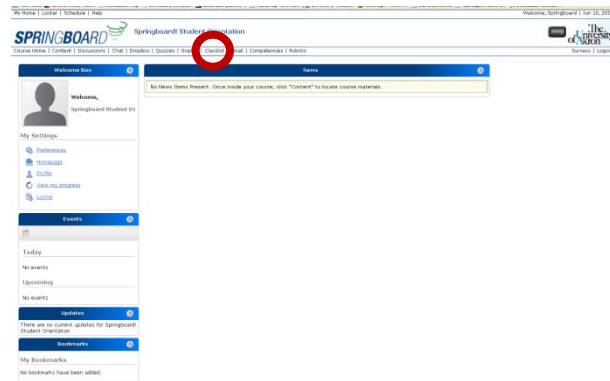 My Home | Locker | Schedule | Help
Welcome, Springboard | Jun 10, 20
SPRINGBOARD
Springboard! Student Orientation
The University of Akron
Course Home | Content | Discussions | Chat | Dropbox | Quizzes | Classlist | Email | Competencies | Rubrics
Surveys | Logo
Welcome Box
News
Welcome,
Springboard Student 01
No News Items Present. Once inside your course, click "Content" to locate course materials.
My Settings
Preferences
Homepage
Profile
View my progress
Locker
Events
Today
No events
Upcoming
No events
Updates
There are no current updates for Springboard!
Student Orientation
Bookmarks
My Bookmarks
No bookmarks have been added.